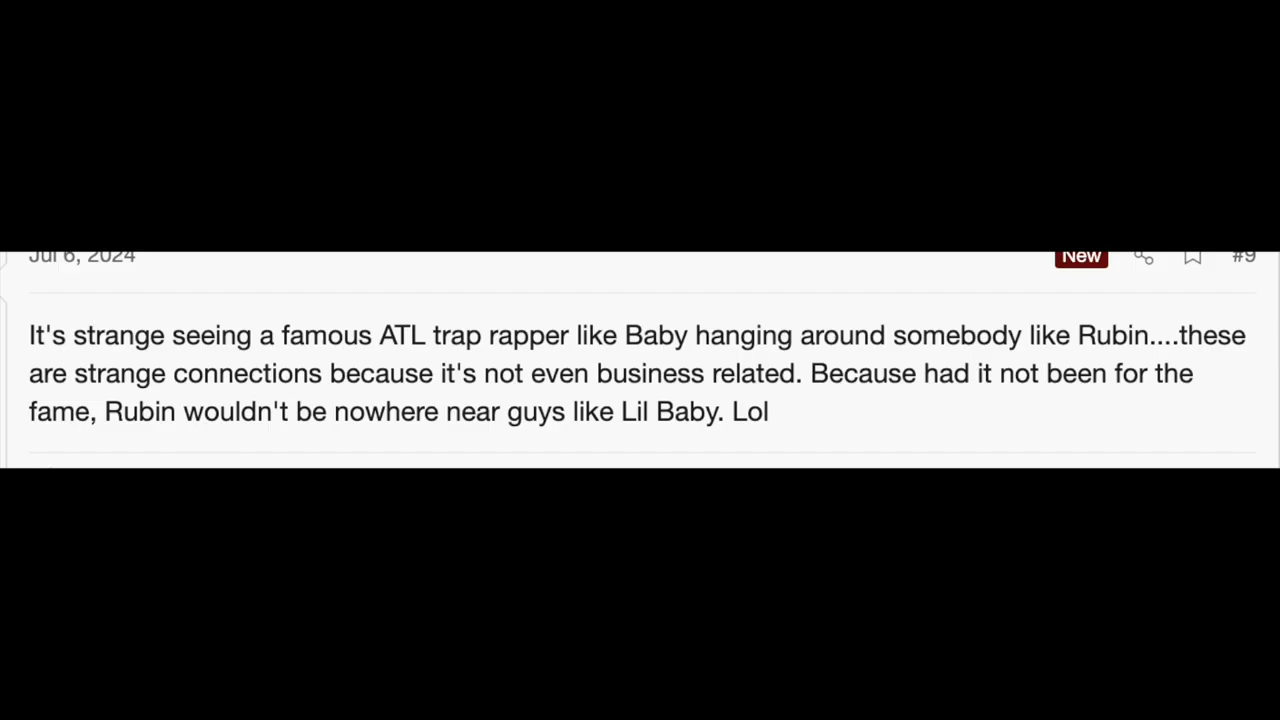 Jul 6, 2024
New
#9
It's strange seeing a famous ATL trap rapper like Baby hanging around somebody like Rubin....these
are strange connections because it's not even business related. Because had it not been for the
fame, Rubin wouldn't be nowhere near guys like Lil Baby. Lol